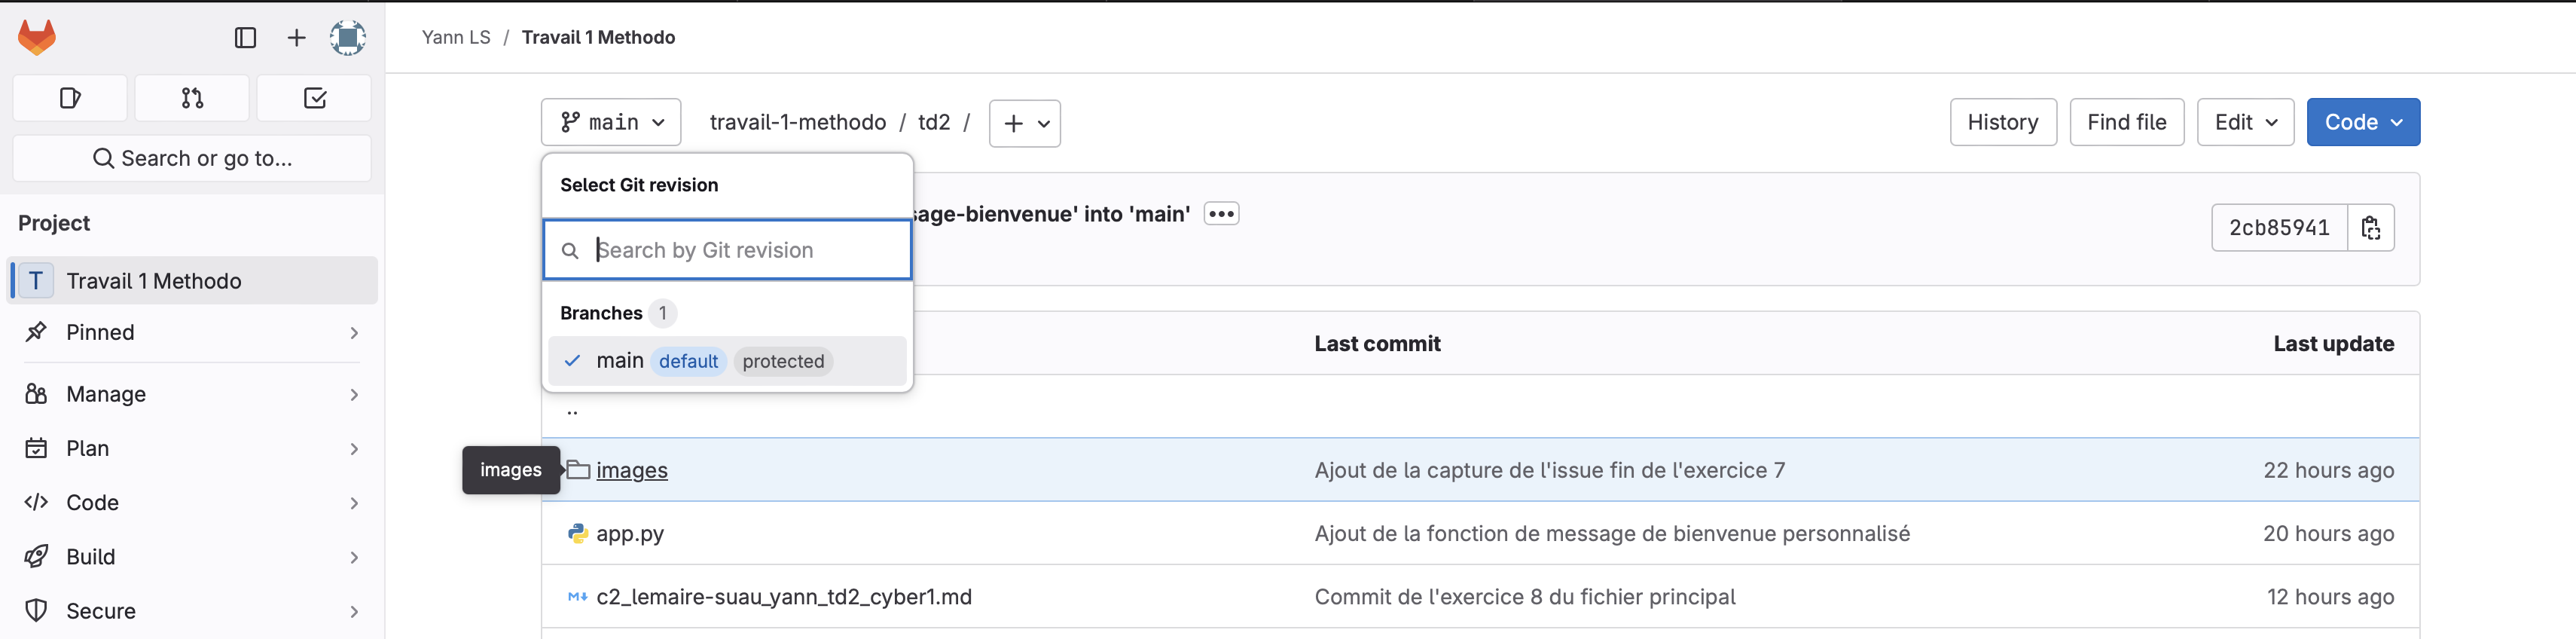 Yann LS / Travail 1 Methodo
Search or go to...
Project
T Travail 1 Methodo
Pinned
Manage
Plan
Code
Build
Secure
main
travail-1-methodo / td2 /
History
Find file
Edit
Code
Select Git revision
Search by Git revision
Branches 1
main default protected
sage-bienvenue' into 'main'
2cb85941
Last commit
Last update
..
images
images
Ajout de la capture de l'issue fin de l'exercice 7
22 hours ago
app.py
Ajout de la fonction de message de bienvenue personnalisé
20 hours ago
c2_lemaire-suau_yann_td2_cyber1.md
Commit de l'exercice 8 du fichier principal
12 hours ago